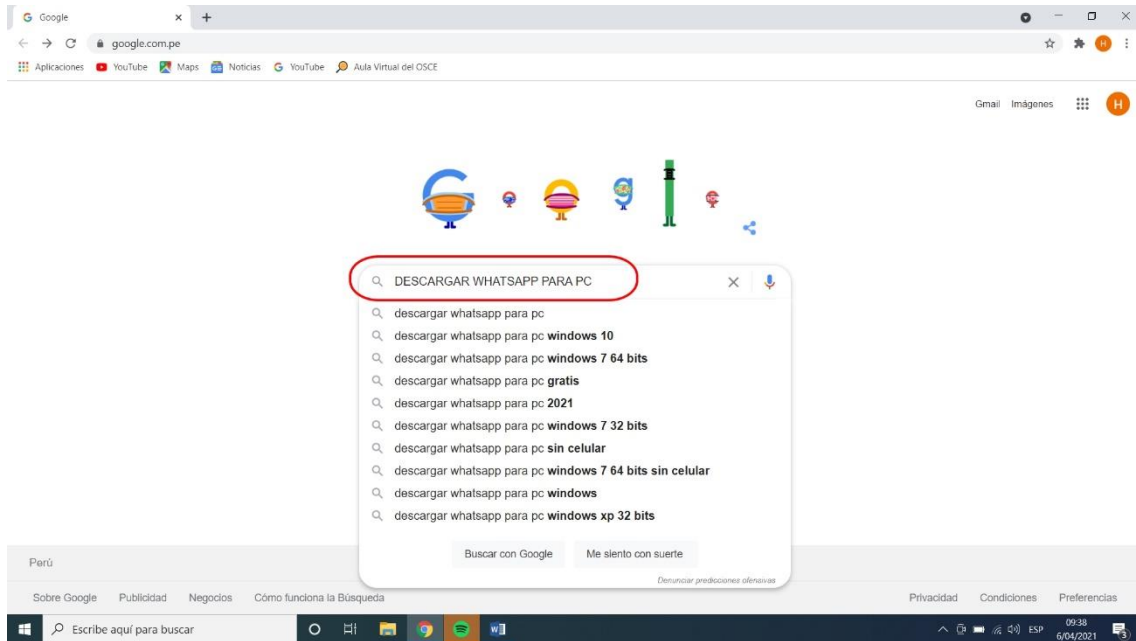 Google
google.com.pe
Aplicaciones YouTube Maps Noticias YouTube Aula Virtual del OSCE
Gmail Imágenes H
Google
DESCARGAR WHATSAPP PARA PC
descargar whatsapp para pc
descargar whatsapp para pc windows 10
descargar whatsapp para pc windows 7 64 bits
descargar whatsapp para pc gratis
descargar whatsapp para pc 2021
descargar whatsapp para pc windows 7 32 bits
descargar whatsapp para pc sin celular
descargar whatsapp para pc windows 7 64 bits sin celular
descargar whatsapp para pc windows
descargar whatsapp para pc windows xp 32 bits
Buscar con Google Me siento con suerte
Denunciar predicciones ofensivas
Perú
Sobre Google Publicidad Negocios Cómo funciona la Búsqueda Privacidad Condiciones Preferencias
Escribe aquí para buscar ESP 09:38
6/04/2021